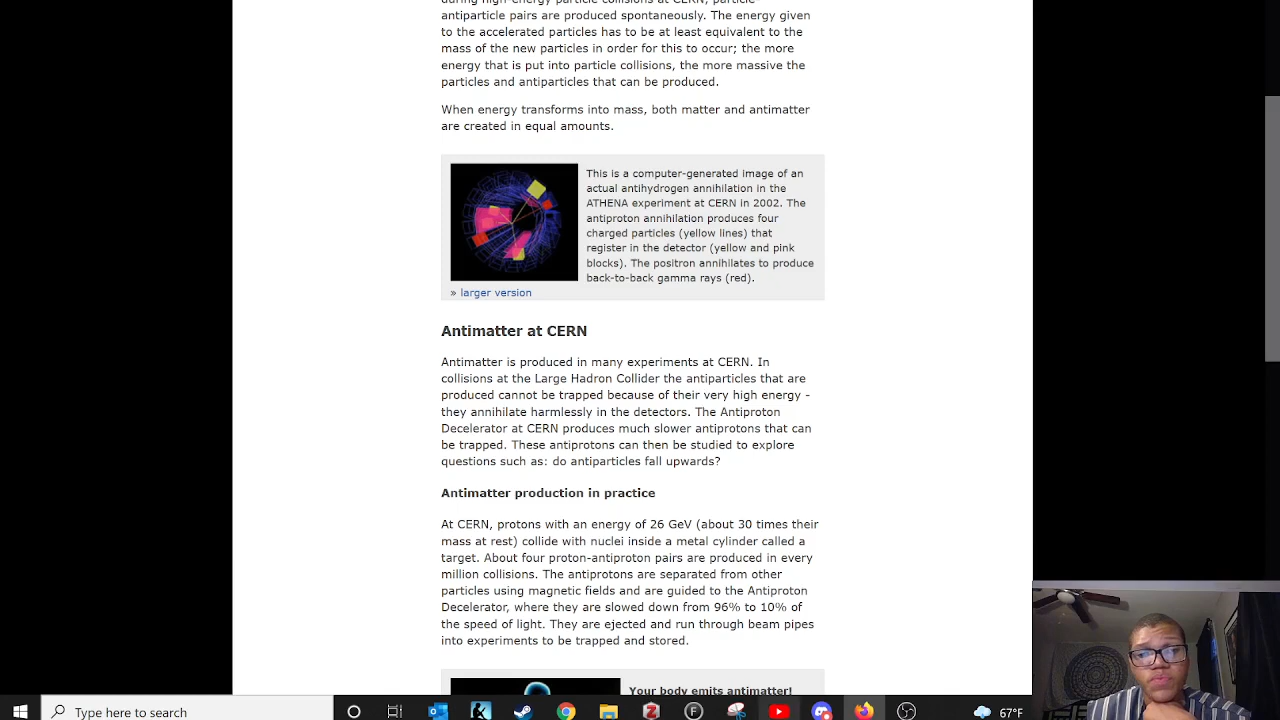 during high-energy particle collisions at CERN, particle-
antiparticle pairs are produced spontaneously. The energy given
to the accelerated particles has to be at least equivalent to the
mass of the new particles in order for this to occur; the more
energy that is put into particle collisions, the more massive the
particles and antiparticles that can be produced.
When energy transforms into mass, both matter and antimatter
are created in equal amounts.
This is a computer-generated image of an
actual antihydrogen annihilation in the
ATHENA experiment at CERN in 2002. The
antiproton annihilation produces four
charged particles (yellow lines) that
register in the detector (yellow and pink
blocks). The positron annihilates to produce
back-to-back gamma rays (red).
» larger version
Antimatter at CERN
Antimatter is produced in many experiments at CERN. In
collisions at the Large Hadron Collider the antiparticles that are
produced cannot be trapped because of their very high energy -
they annihilate harmlessly in the detectors. The Antiproton
Decelerator at CERN produces much slower antiprotons that can
be trapped. These antiprotons can then be studied to explore
questions such as: do antiparticles fall upwards?
Antimatter production in practice
At CERN, protons with an energy of 26 GeV (about 30 times their
mass at rest) collide with nuclei inside a metal cylinder called a
target. About four proton-antiproton pairs are produced in every
million collisions. The antiprotons are separated from other
particles using magnetic fields and are guided to the Antiproton
Decelerator, where they are slowed down from 96% to 10% of
the speed of light. They are ejected and run through beam pipes
into experiments to be trapped and stored.
Your body emits antimatter!
Type here to search
67°F